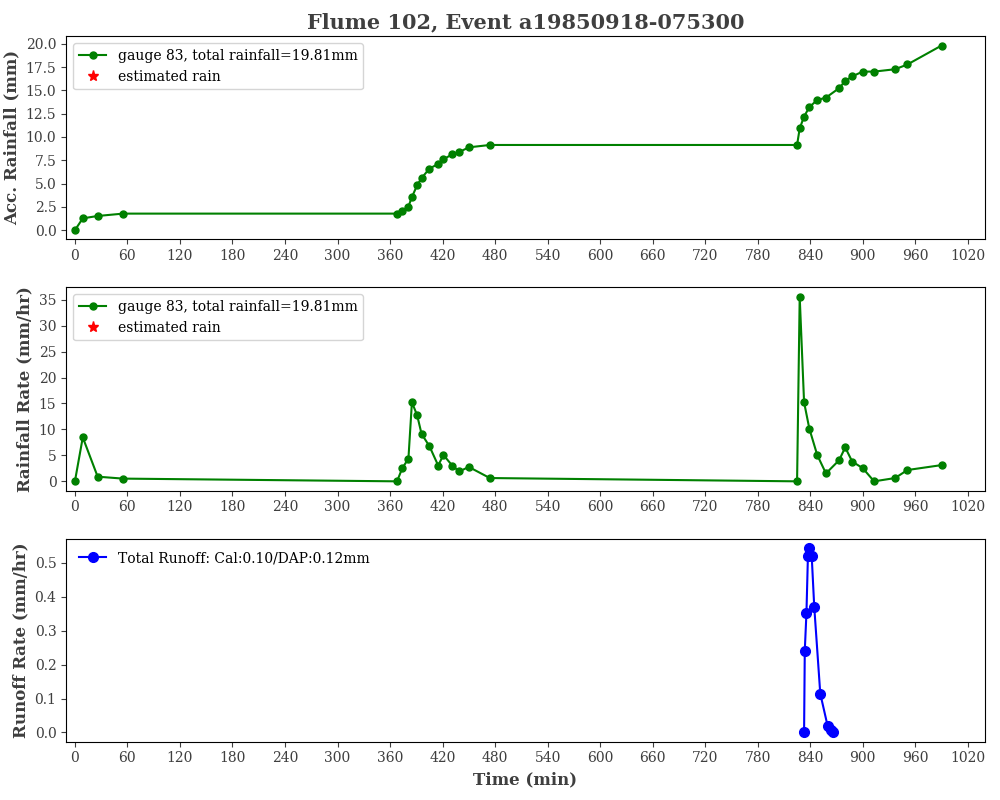 Flume 102, Event a19850918-075300
Acc. Rainfall (mm)
20.0
17.5
15.0
12.5
10.0
7.5
5.0
2.5
0.0
gauge 83, total rainfall=19.81mm
estimated rain
0 60 120 180 240 300 360 420 480 540 600 660 720 780 840 900 960 1020
Rainfall Rate (mm/hr)
35
30
25
20
15
10
5
0
gauge 83, total rainfall=19.81mm
estimated rain
0 60 120 180 240 300 360 420 480 540 600 660 720 780 840 900 960 1020
Runoff Rate (mm/hr)
0.5
0.4
0.3
0.2
0.1
0.0
Total Runoff: Cal:0.10/DAP:0.12mm
0 60 120 180 240 300 360 420 480 540 600 660 720 780 840 900 960 1020
Time (min)